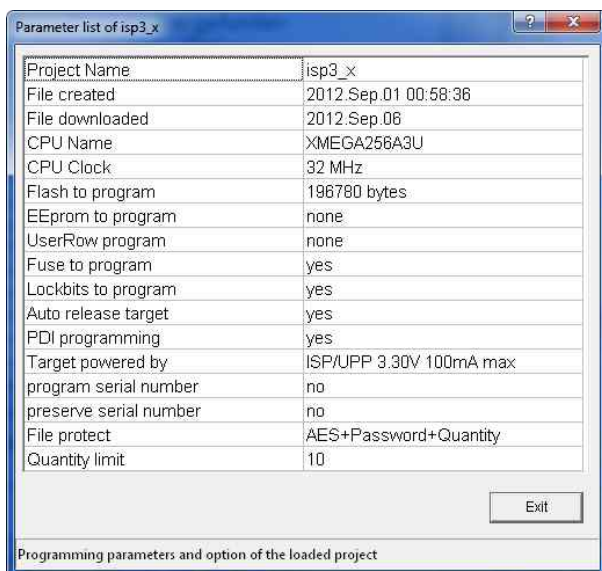 Parameter list of isp3_x
Project Name isp3_x
File created 2012.Sep.01 00:58:36
File downloaded 2012.Sep.06
CPU Name XMEGA256A3U
CPU Clock 32 MHz
Flash to program 196780 bytes
EEprom to program none
UserRow program none
Fuse to program yes
Lockbits to program yes
Auto release target yes
PDI programming yes
Target powered by ISP/UPP 3.30V 100mA max
program serial number no
preserve serial number no
File protect AES+Password+Quantity
Quantity limit 10
Exit
Programming parameters and option of the loaded project